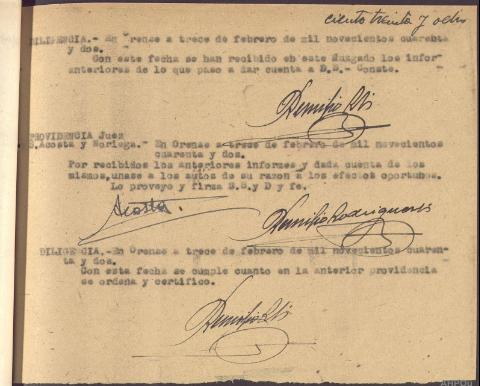 ciento treinta y ocho
DILIGENCIA.- En Orense a trece de febrero de mil novecientos cuarenta
y dos.
Con esta fecha se han recibido en este Juzgado los infor-
anteriores de lo que paso a dar cuenta a S.S.- Conste.
PROVIDENCIA Juez
S.Acosta y Noriega.- En Orense a trece de febrero de mil novecientos
cuarenta y dos.
Por recibidos los anteriores informes y dada cuenta de los
mismos, unase a los autos de su razon a los efectos oportunos.
Lo proveyo y firma S.S. y D y fe.
Acosta.
Remigio Rodriguez
DILIGENCIA.-En Orense a trece de febrero de mil novecientos cuaren-
ta y dos.
Con esta fecha se cumple cuanto en la anterior providencia
se ordena y certifico.